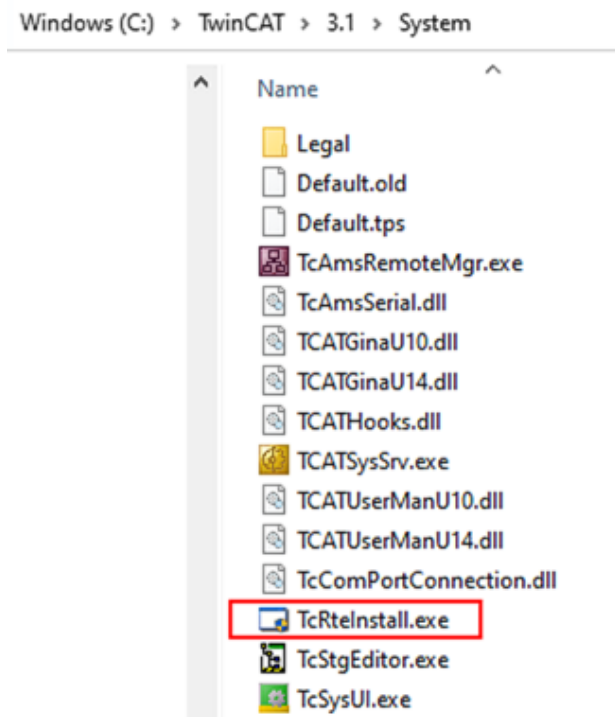 Windows (C:) > TwinCAT > 3.1 > System
Name
Legal
Default.old
Default.tps
TcAmsRemoteMgr.exe
TcAmsSerial.dll
TCATGinaU10.dll
TCATGinaU14.dll
TCATHooks.dll
TCATSysSrv.exe
TCATUserManU10.dll
TCATUserManU14.dll
TcComPortConnection.dll
TcRteInstall.exe
TcStgEditor.exe
TcSysUI.exe